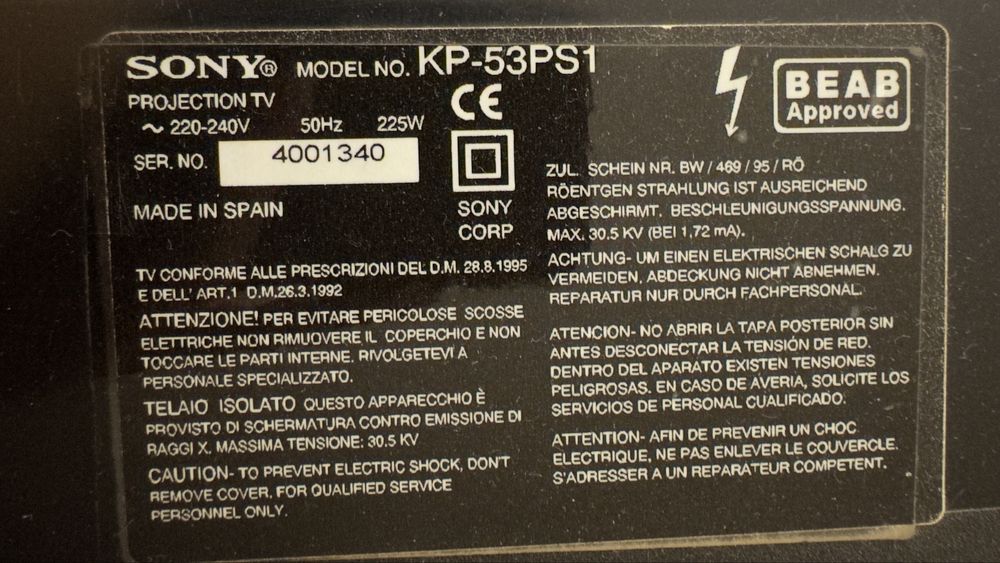 SONY® MODEL NO. KP-53PS1
PROJECTION TV
~ 220-240V 50Hz 225W
SER. NO. 4001340
MADE IN SPAIN
CE
SONY
CORP
BEAB
Approved
TV CONFORME ALLE PRESCRIZIONI DEL D.M. 28.8.1995
E DELL' ART.1 D.M.26.3.1992
ATTENZIONE! PER EVITARE PERICOLOSE SCOSSE
ELETTRICHE NON RIMUOVERE IL COPERCHIO E NON
TOCCARE LE PARTI INTERNE. RIVOLGETEVI A
PERSONALE SPECIALIZZATO.
TELAIO ISOLATO QUESTO APPARECCHIO È
PROVISTO DI SCHERMATURA CONTRO EMISSIONE DI
RAGGI X. MASSIMA TENSIONE: 30.5 KV
CAUTION- TO PREVENT ELECTRIC SHOCK, DON'T
REMOVE COVER, FOR QUALIFIED SERVICE
PERSONNEL ONLY.
ZUL. SCHEIN NR. BW / 469 / 95 / RÖ
RÖENTGEN STRAHLUNG IST AUSREICHEND
ABGESCHIRMT. BESCHLEUNIGUNGSSPANNUNG.
MAX. 30.5 KV (BEI 1,72 mA).
ACHTUNG- UM EINEN ELEKTRISCHEN SCHALG ZU
VERMEIDEN, ABDECKUNG NICHT ABNEHMEN.
REPARATUR NUR DURCH FACHPERSONAL.
ATENCION- NO ABRIR LA TAPA POSTERIOR SIN
ANTES DESCONECTAR LA TENSIÓN DE RED.
DENTRO DEL APARATO EXISTEN TENSIONES
PELIGROSAS. EN CASO DE AVERIA, SOLICITE LOS
SERVICIOS DE PERSONAL CUALIFICADO.
ATTENTION- AFIN DE PREVENIR UN CHOC
ELECTRIQUE, NE PAS ENLEVER LE COUVERCLE.
S'ADRESSER A UN REPARATEUR COMPETENT.